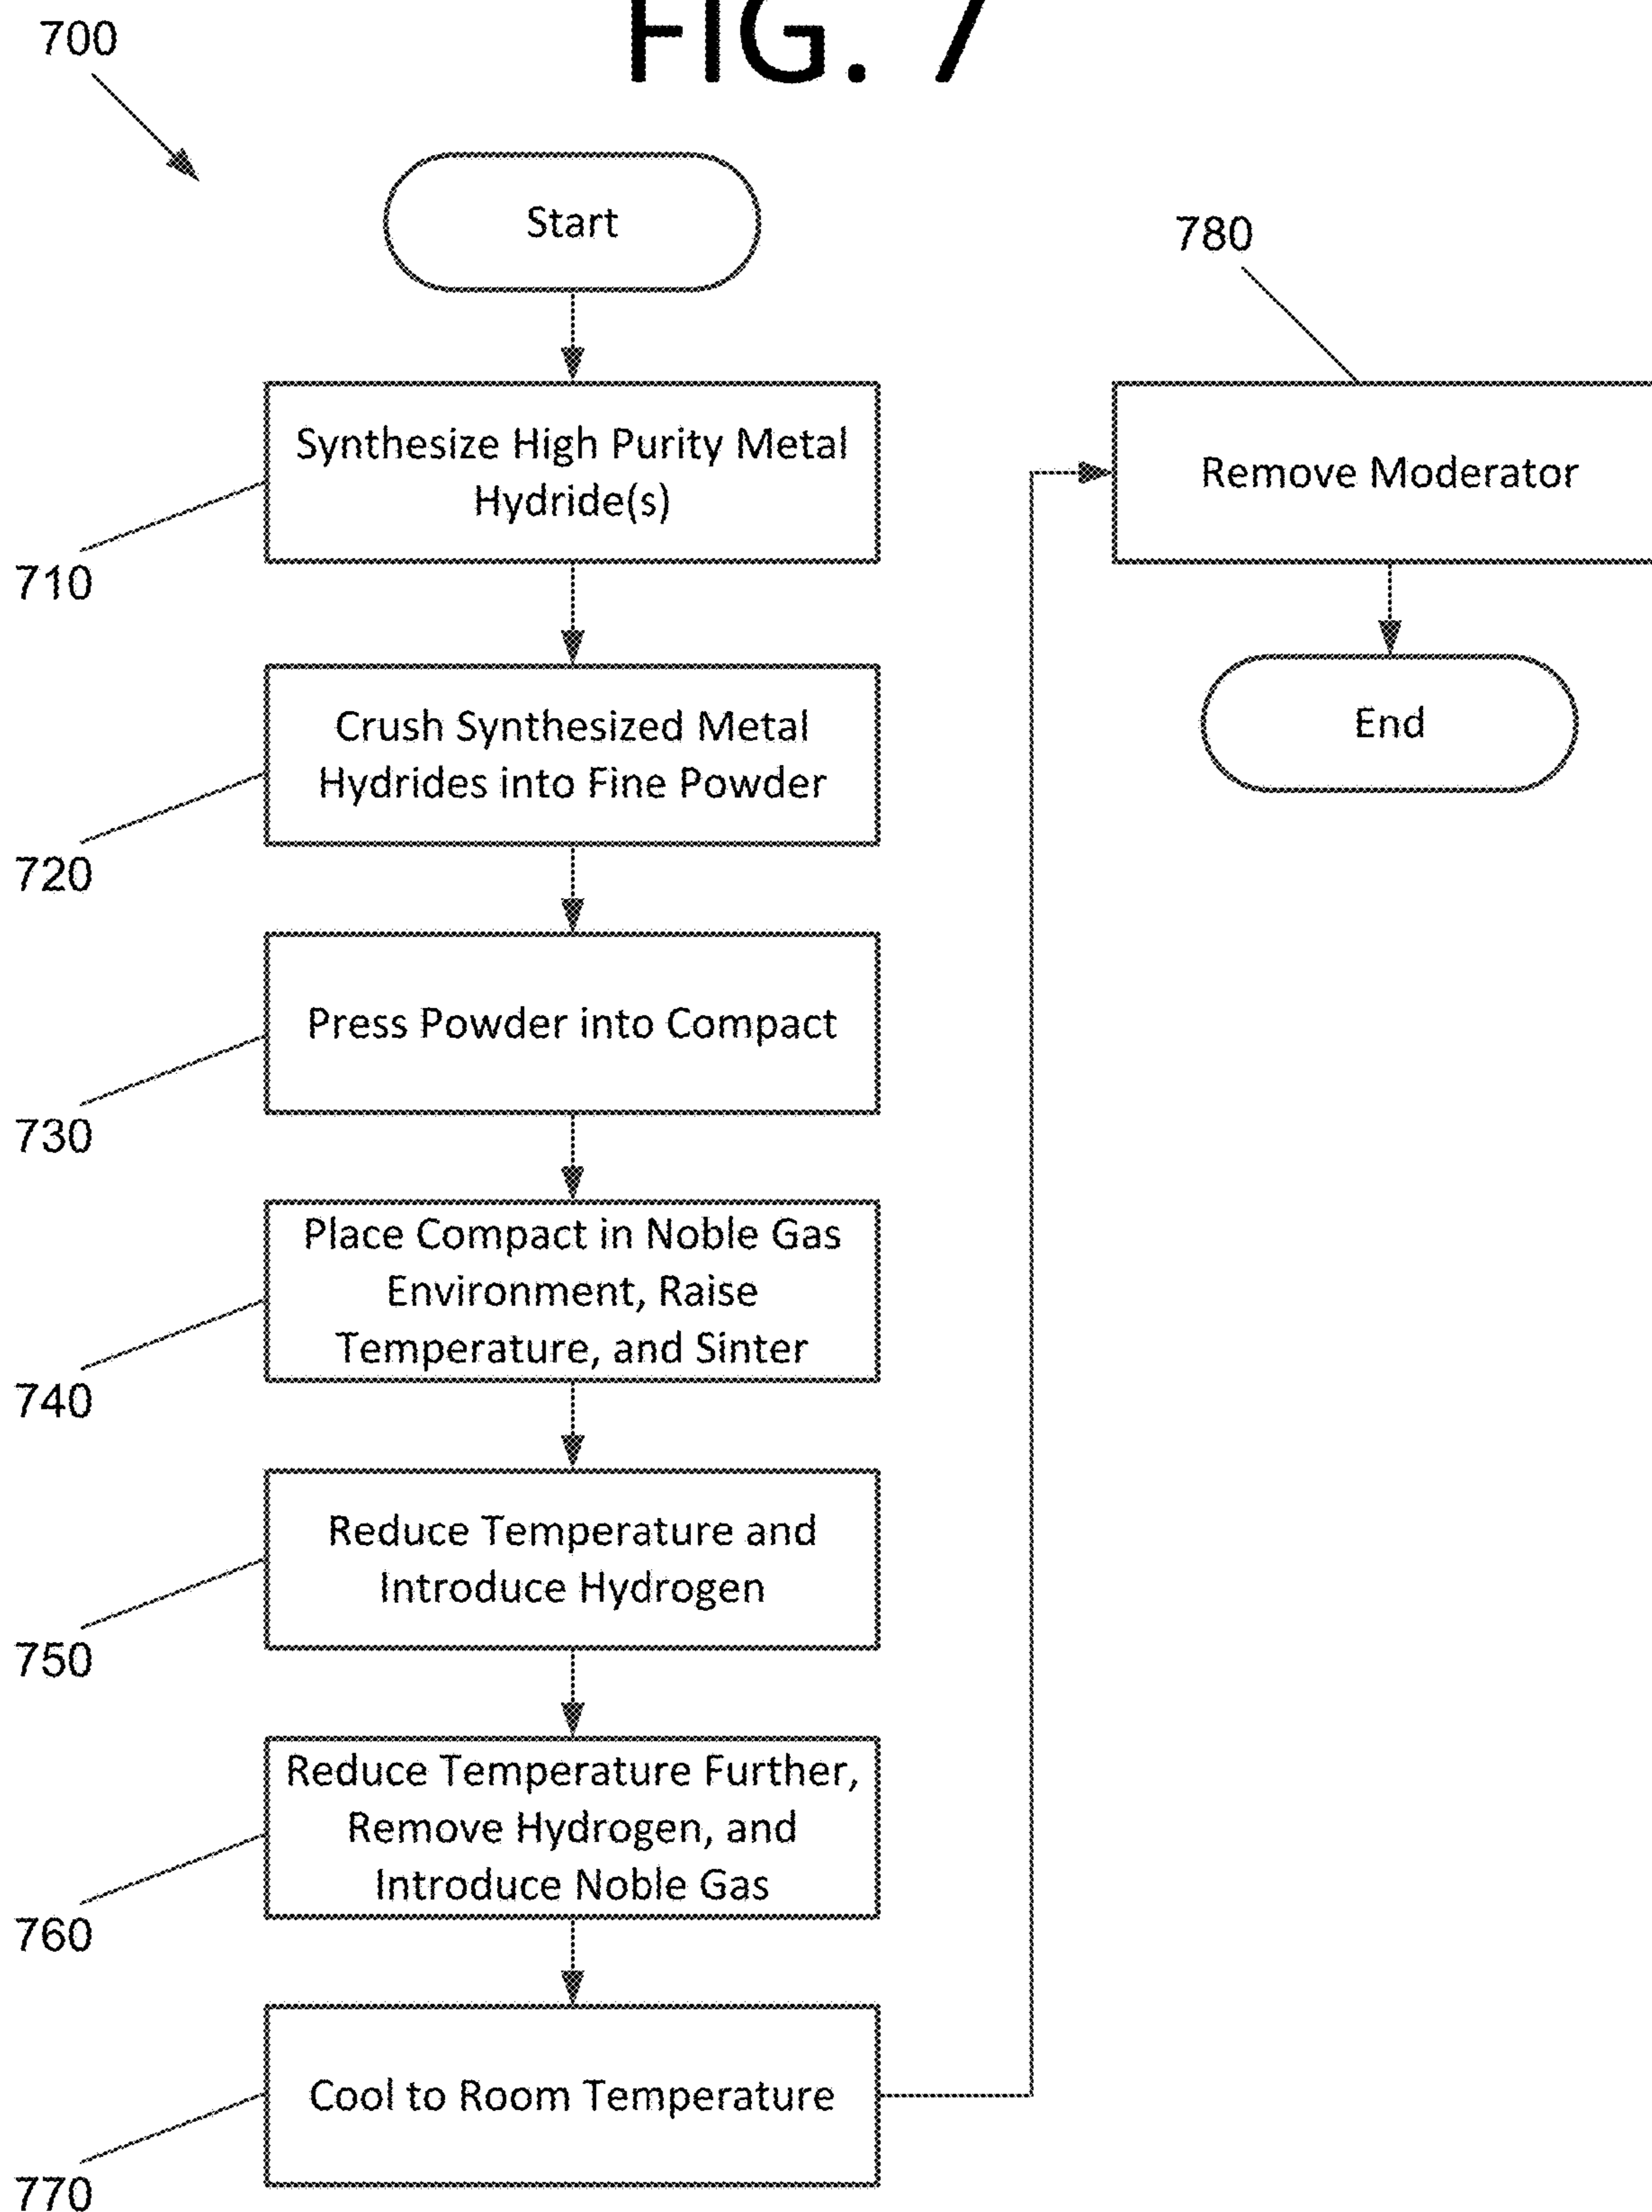 FIG. 7
700
Start
Synthesize High Purity Metal
Hydride(s)
710
Crush Synthesized Metal
Hydrides into Fine Powder
720
Press Powder into Compact
730
Place Compact in Noble Gas
Environment, Raise
Temperature, and Sinter
740
Reduce Temperature and
Introduce Hydrogen
750
Reduce Temperature Further,
Remove Hydrogen, and
Introduce Noble Gas
760
Cool to Room Temperature
770
780
Remove Moderator
End